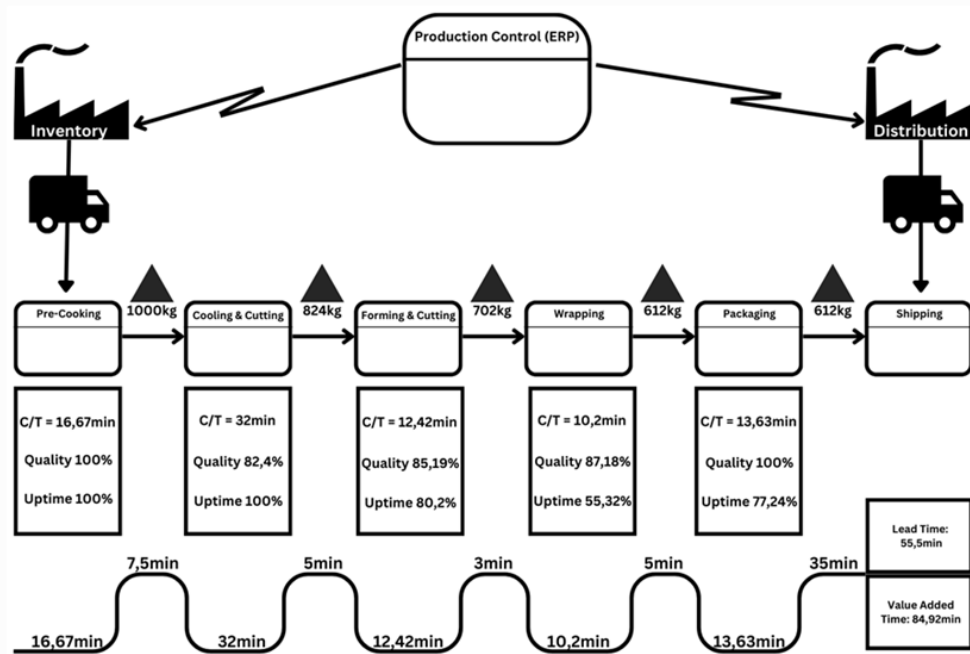 Production Control (ERP)
Inventory
Distribution
1000kg
824kg
702kg
612kg
612kg
Pre-Cooking
Cooling & Cutting
Forming & Cutting
Wrapping
Packaging
Shipping
C/T = 16,67min
Quality 100%
Uptime 100%
C/T = 32min
Quality 82,4%
Uptime 100%
C/T = 12,42min
Quality 85,19%
Uptime 80,2%
C/T = 10,2min
Quality 87,18%
Uptime 55,32%
C/T = 13,63min
Quality 100%
Uptime 77,24%
7,5min
5min
3min
5min
35min
16,67min
32min
12,42min
10,2min
13,63min
Lead Time:
55,5min
Value Added
Time: 84,92min